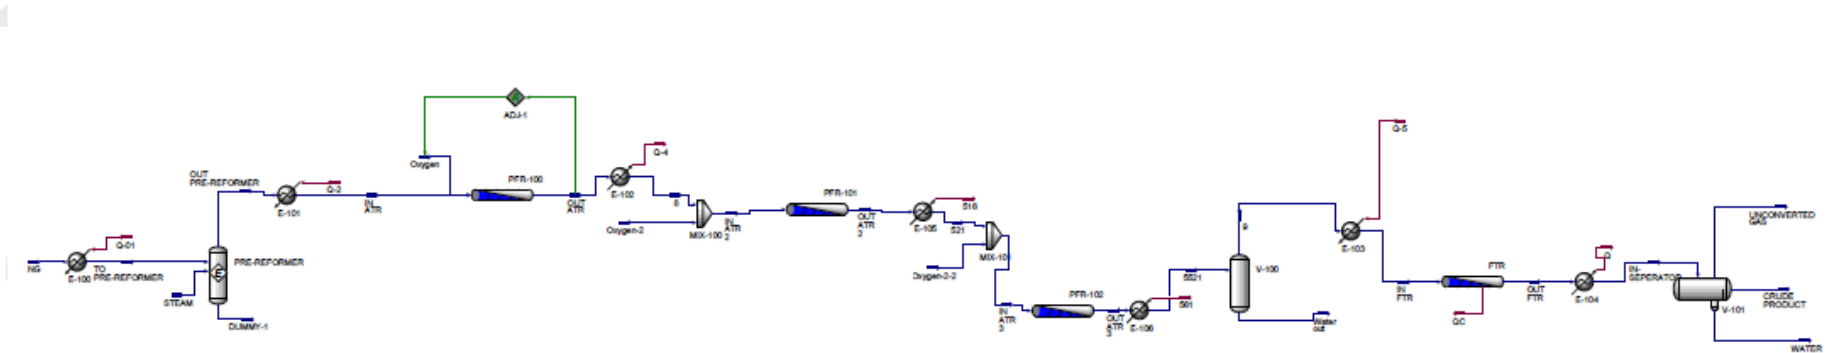 NG
E-100
Q-01
TO
PRE-REFORMER
STEAM
PRE-REFORMER
DUMMY-1
OUT
PRE-REFORMER
E-101
Q-2
IN
ATR
Oxygen
ADJ-1
PFR-100
OUT
ATR
E-102
Q-4
8
Oxygen-2
MIX-100
IN
ATR
2
PFR-101
OUT
ATR
2
E-105
516
521
Oxygen-2-2
MIX-101
IN
ATR
3
PFR-102
OUT
ATR
3
E-106
581
5521
V-100
9
Water
out
E-103
Q-5
IN
FTR
FTR
QC
OUT
FTR
E-104
Q
IN-
SEPERATOR
V-101
UNCONVERTED
GAS
CRUDE
PRODUCT
WATER